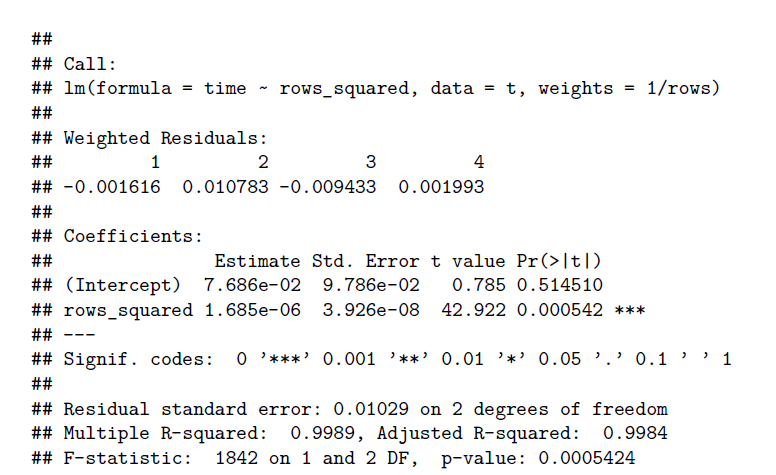 ##
## Call:
## lm(formula = time ~ rows_squared, data = t, weights = 1/rows)
##
## Weighted Residuals:
##         1         2         3         4
## -0.001616  0.010783 -0.009433  0.001993
##
## Coefficients:
##              Estimate Std. Error t value Pr(>|t|)
## (Intercept)  7.686e-02  9.786e-02   0.785 0.514510
## rows_squared 1.685e-06  3.926e-08  42.922 0.000542 ***
## ---
## Signif. codes:  0 ’***’ 0.001 ’**’ 0.01 ’*’ 0.05 ’.’ 0.1 ’ ’ 1
##
## Residual standard error: 0.01029 on 2 degrees of freedom
## Multiple R-squared:  0.9989, Adjusted R-squared:  0.9984
## F-statistic:  1842 on 1 and 2 DF,  p-value: 0.0005424